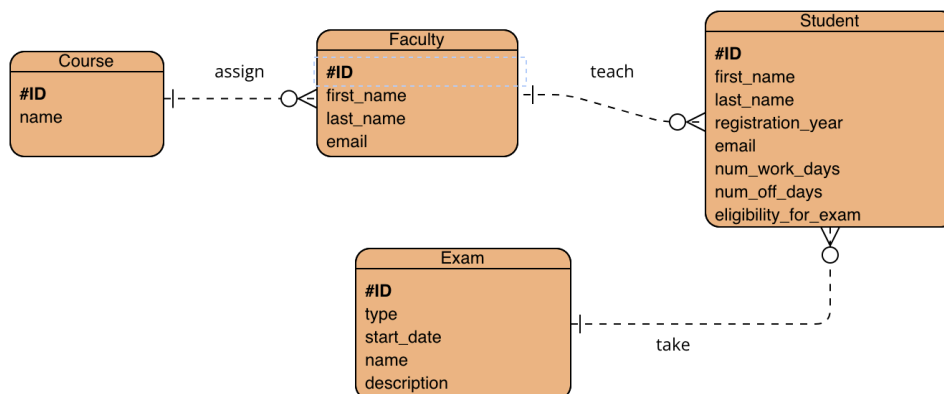 Course
#ID
name
assign
Faculty
#ID
first_name
last_name
email
teach
Student
#ID
first_name
last_name
registration_year
email
num_work_days
num_off_days
eligibility_for_exam
Exam
#ID
type
start_date
name
description
take